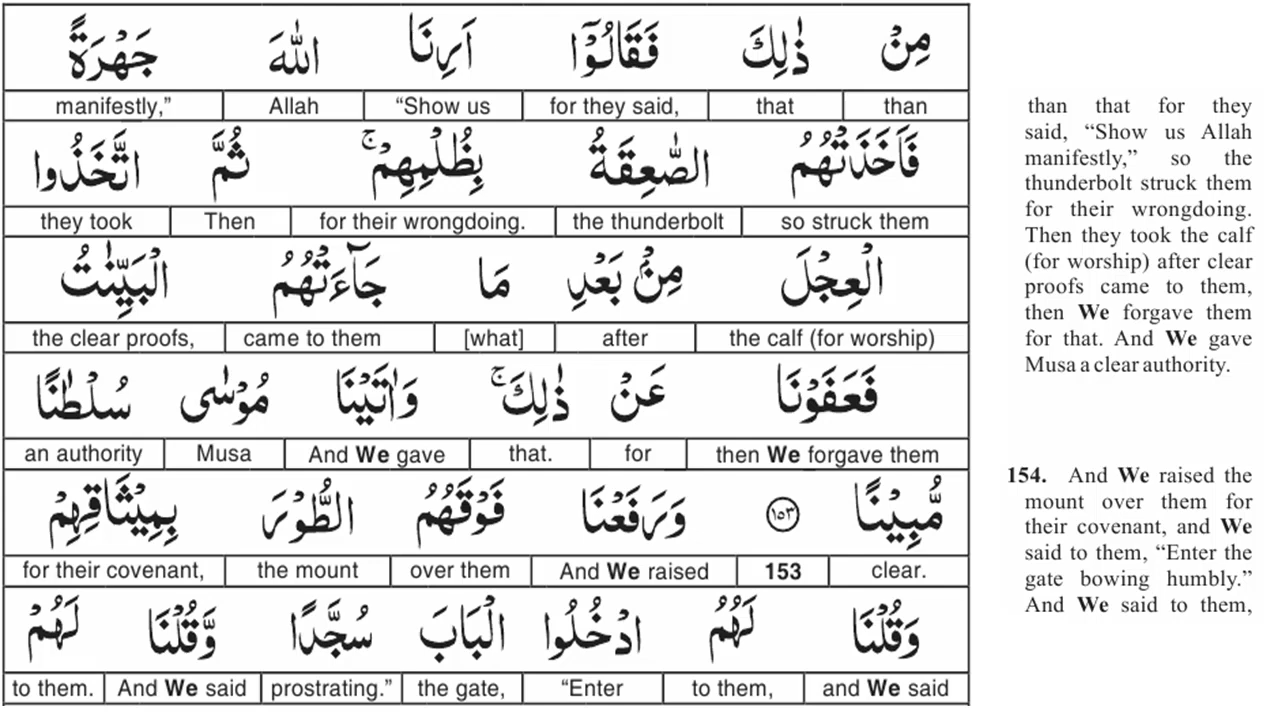 مِنْ ذٰلِكَ فَقَالُوْۤا اَرِنَا اللّٰهَ جَهْرَةً
than that for they said, “Show us Allah manifestly,”
فَاَخَذَتْهُمُ الصّٰعِقَةُ بِظُلْمِهِمْ ۚ ثُمَّ اتَّخَذُوا
so struck them the thunderbolt for their wrongdoing. Then they took
الْعِجْلَ مِنْۢ بَعْدِ مَا جَآءَتْهُمُ الْبَيِّنٰتُ
the calf (for worship) after [what] came to them the clear proofs,
فَعَفَوْنَا عَنْ ذٰلِكَ ۚ وَاٰتَيْنَا مُوْسٰى سُلْطٰنًا
then We forgave them for that. And We gave Musa an authority
مُّبِيْنًا ١٥٣ وَرَفَعْنَا فَوْقَهُمُ الطُّوْرَ بِمِيْثَاقِهِمْ
clear. 153 And We raised over them the mount for their covenant,
وَقُلْنَا لَهُمُ ادْخُلُوا الْبَابَ سُجَّدًا وَّقُلْنَا لَهُمْ
and We said to them, “Enter the gate, prostrating.” And We said to them.
than that for they
said, “Show us Allah
manifestly,” so the
thunderbolt struck them
for their wrongdoing.
Then they took the calf
(for worship) after clear
proofs came to them,
then We forgave them
for that. And We gave
Musa a clear authority.
154. And We raised the
mount over them for
their covenant, and We
said to them, “Enter the
gate bowing humbly.”
And We said to them,